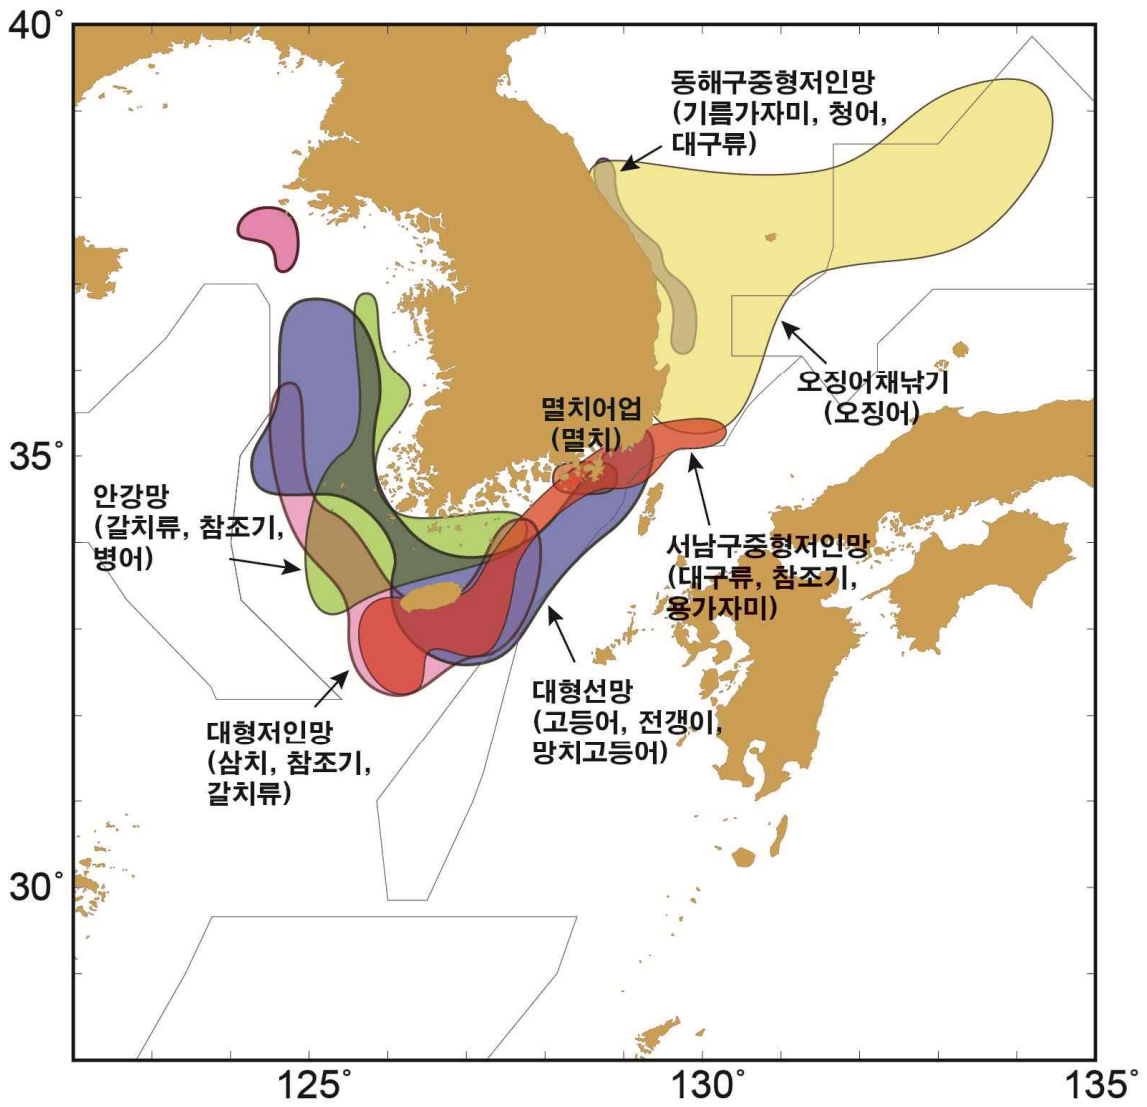 40°
동해구중형저인망
(기름가자미, 청어,
대구류)
오징어채낚기
(오징어)
멸치어업
(멸치)
35°
안강망
(갈치류, 참조기,
병어)
서남구중형저인망
(대구류, 참조기,
용가자미)
대형선망
(고등어, 전갱이,
망치고등어)
대형저인망
(삼치, 참조기,
갈치류)
30°
125°
130°
135°